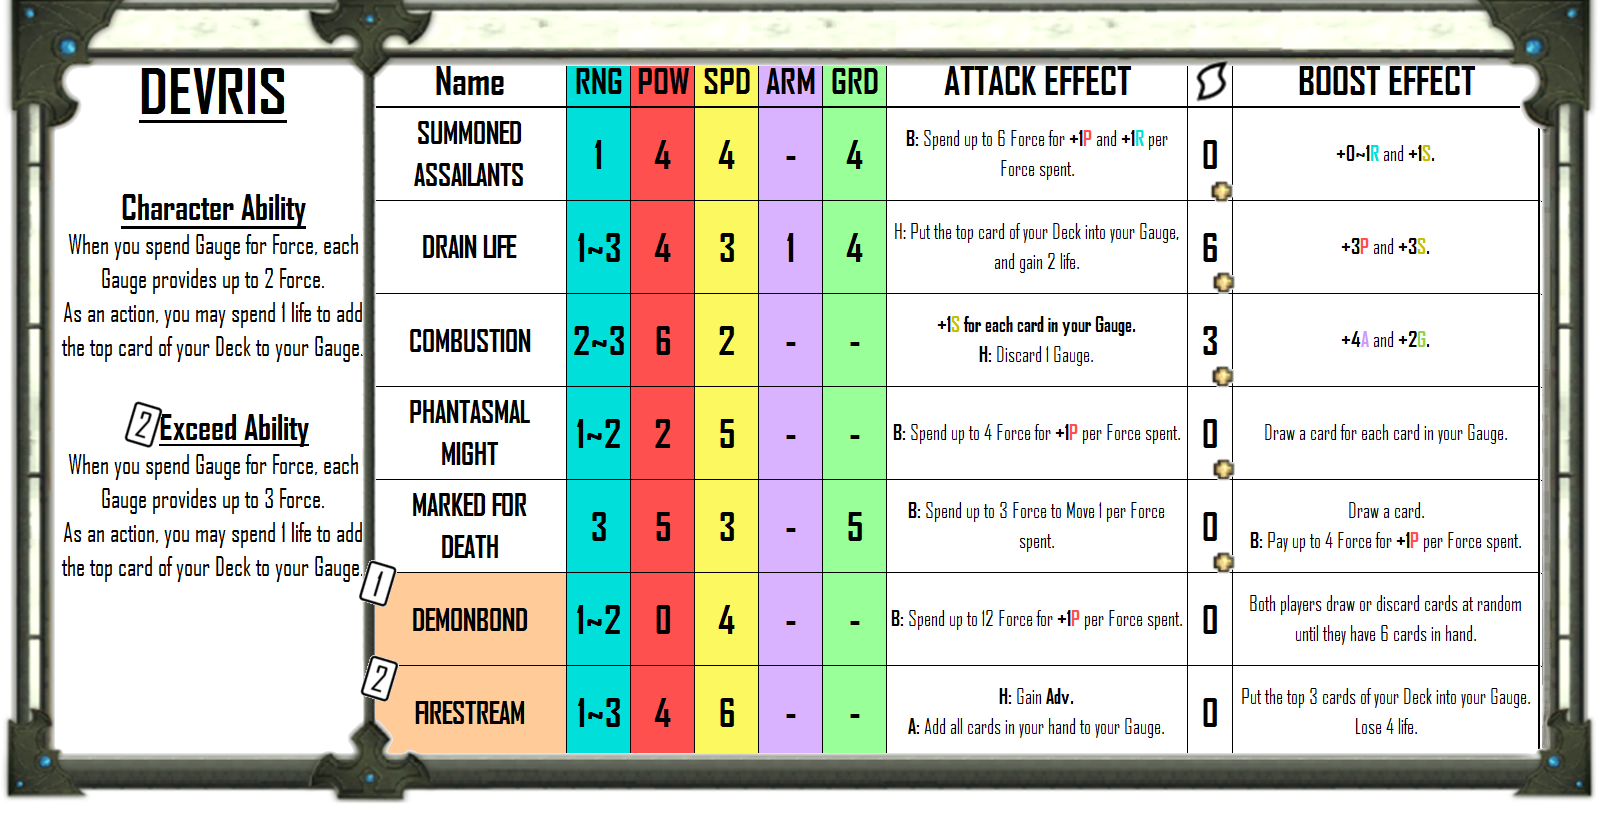 DEVRIS
Character Ability
When you spend Gauge for Force, each
Gauge provides up to 2 Force.
As an action, you may spend 1 life to add
the top card of your Deck to your Gauge.
2 Exceed Ability
When you spend Gauge for Force, each
Gauge provides up to 3 Force.
As an action, you may spend 1 life to add
the top card of your Deck to your Gauge.
Name RNG POW SPD ARM GRD ATTACK EFFECT BOOST EFFECT
SUMMONED
ASSAILANTS
1 4 4 - 4
B: Spend up to 6 Force for +1P and +1R per
Force spent.
0
+0~1R and +1S.
DRAIN LIFE
1~3 4 3 1 4
H: Put the top card of your Deck into your Gauge,
and gain 2 life.
6
+3P and +3S.
COMBUSTION
2~3 6 2 - -
+1S for each card in your Gauge.
H: Discard 1 Gauge.
3
+4A and +2G.
PHANTASMAL
MIGHT
1~2 2 5 - -
B: Spend up to 4 Force for +1P per Force spent.
0
Draw a card for each card in your Gauge.
MARKED FOR
DEATH
3 5 3 - 5
B: Spend up to 3 Force to Move 1 per Force
spent.
0
Draw a card.
B: Pay up to 4 Force for +1P per Force spent.
1
DEMONBOND
1~2 0 4 - -
B: Spend up to 12 Force for +1P per Force spent.
0
Both players draw or discard cards at random
until they have 6 cards in hand.
2
FIRESTREAM
1~3 4 6 - -
H: Gain Adv.
A: Add all cards in your hand to your Gauge.
0
Put the top 3 cards of your Deck into your Gauge.
Lose 4 life.